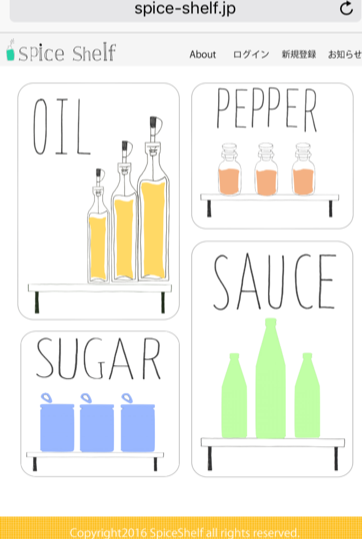 spice-shelf.jp
spice Shelf
About ログイン 新規登録 お知らせ
OIL
PEPPER
SAUCE
SUGAR
Copyright2016 SpiceShelf all rights reserved.